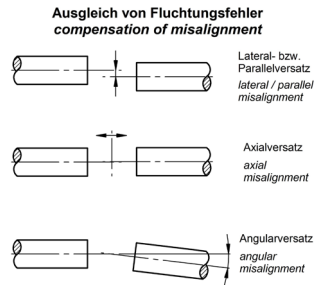 Ausgleich von Fluchtungsfehler
compensation of misalignment
Lateral- bzw.
Parallelversatz
lateral / parallel
misalignment
Axialversatz
axial
misalignment
Angularversatz
angular
misalignment